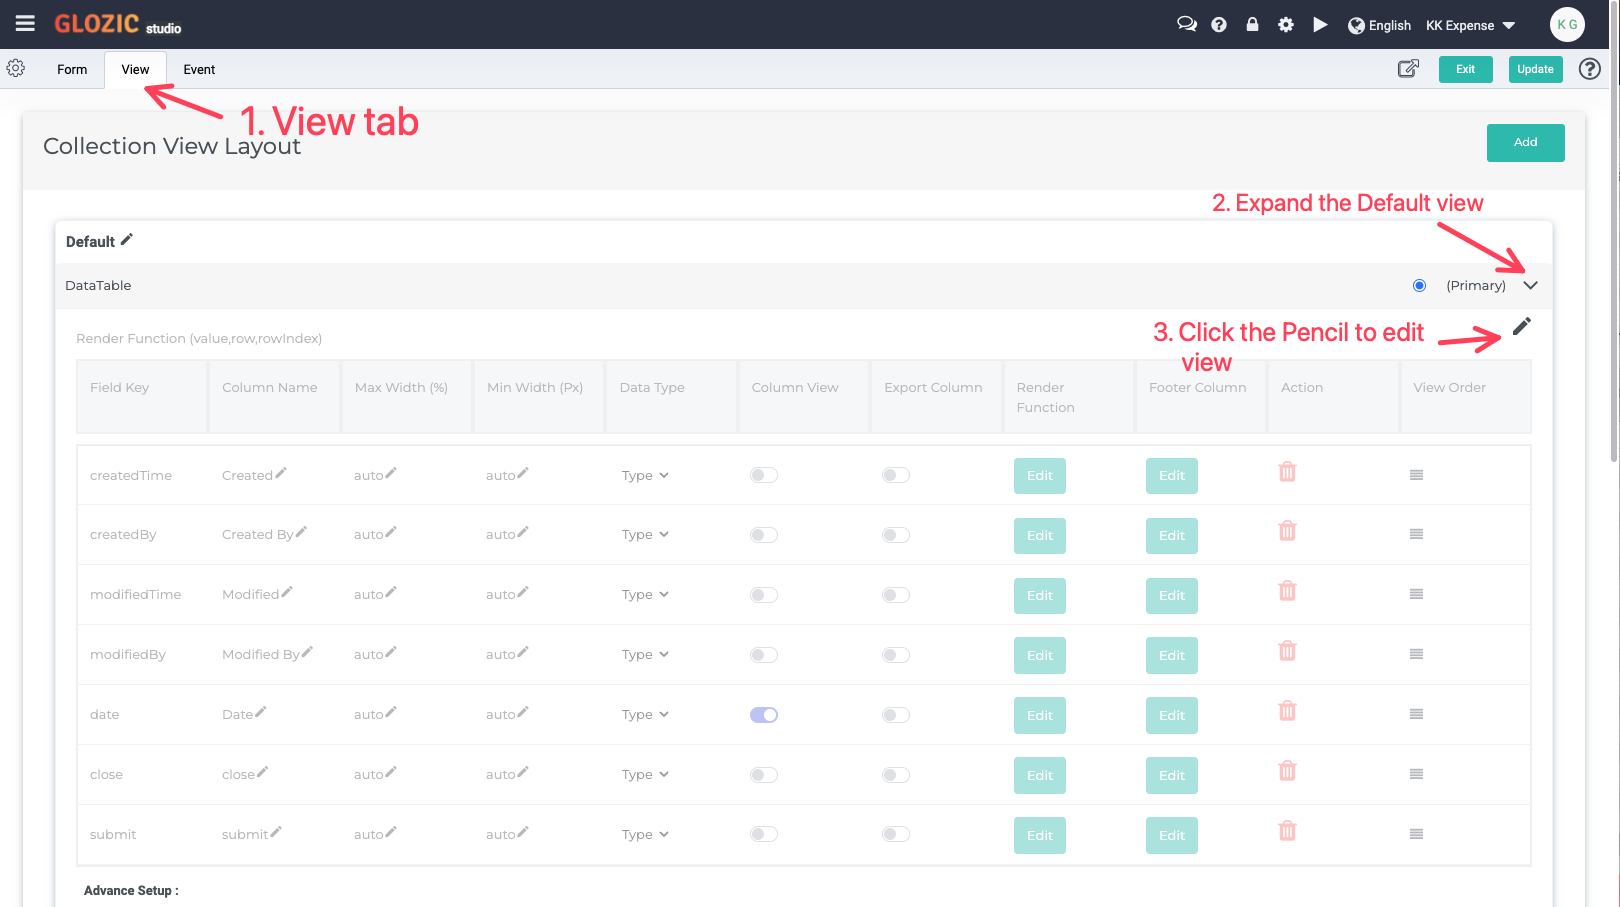 GLOZIC studio
English
KK Expense
K G
Form
View
Event
Exit
Update
1. View tab
Collection View Layout
Add
2. Expand the Default view
Default
DataTable
(Primary)
3. Click the Pencil to edit
view
Render Function (value,row,rowIndex)
Field Key Column Name Max Width (%) Min Width (Px) Data Type Column View Export Column Render Footer Column Action View Order
Function
createdTime Created auto auto Type Edit Edit
createdBy Created By auto auto Type Edit Edit
modifiedTime Modified auto auto Type Edit Edit
modifiedBy Modified By auto auto Type Edit Edit
date Date auto auto Type Edit Edit
close close auto auto Type Edit Edit
submit submit auto auto Type Edit Edit
Advance Setup :